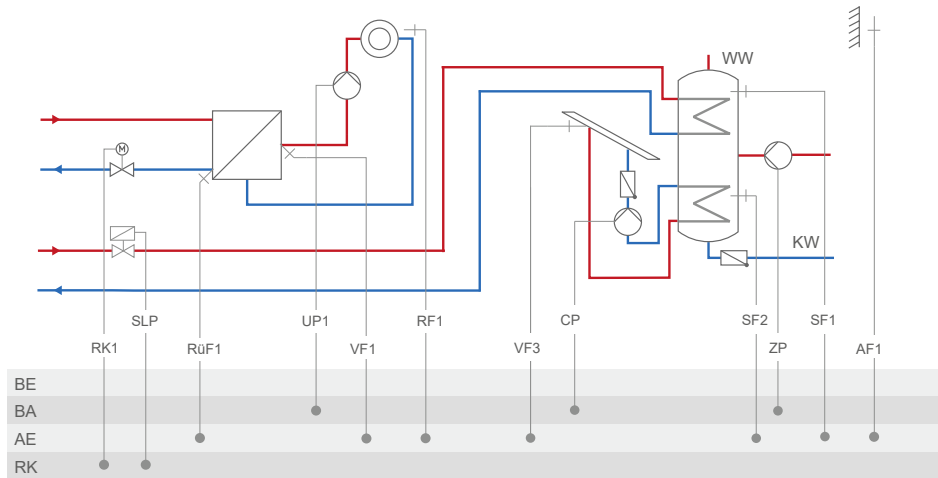 WW
M
KW
SLP
UP1
RF1
CP
SF2
SF1
RK1
RüF1
VF1
VF3
ZP
AF1
BE
BA
AE
RK